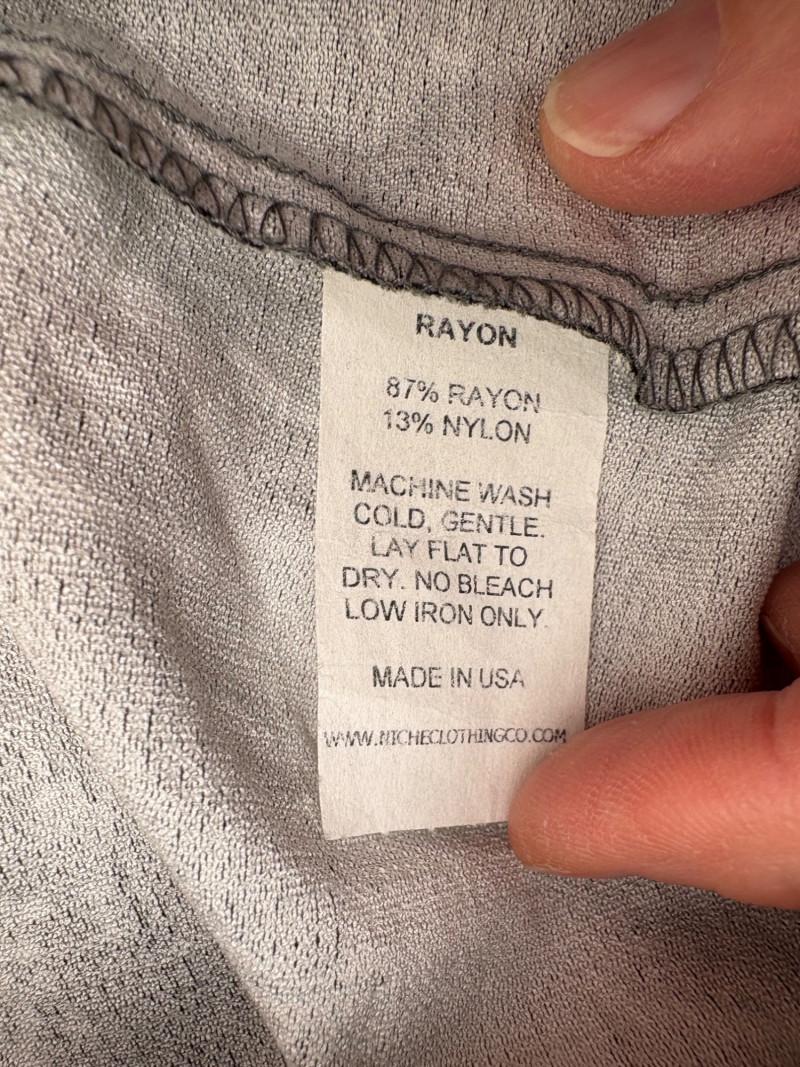 RAYON
87% RAYON
13% NYLON
MACHINE WASH
COLD, GENTLE.
LAY FLAT TO
DRY. NO BLEACH
LOW IRON ONLY.
MADE IN USA
WWW.NICHECLOTHINGCO.COM